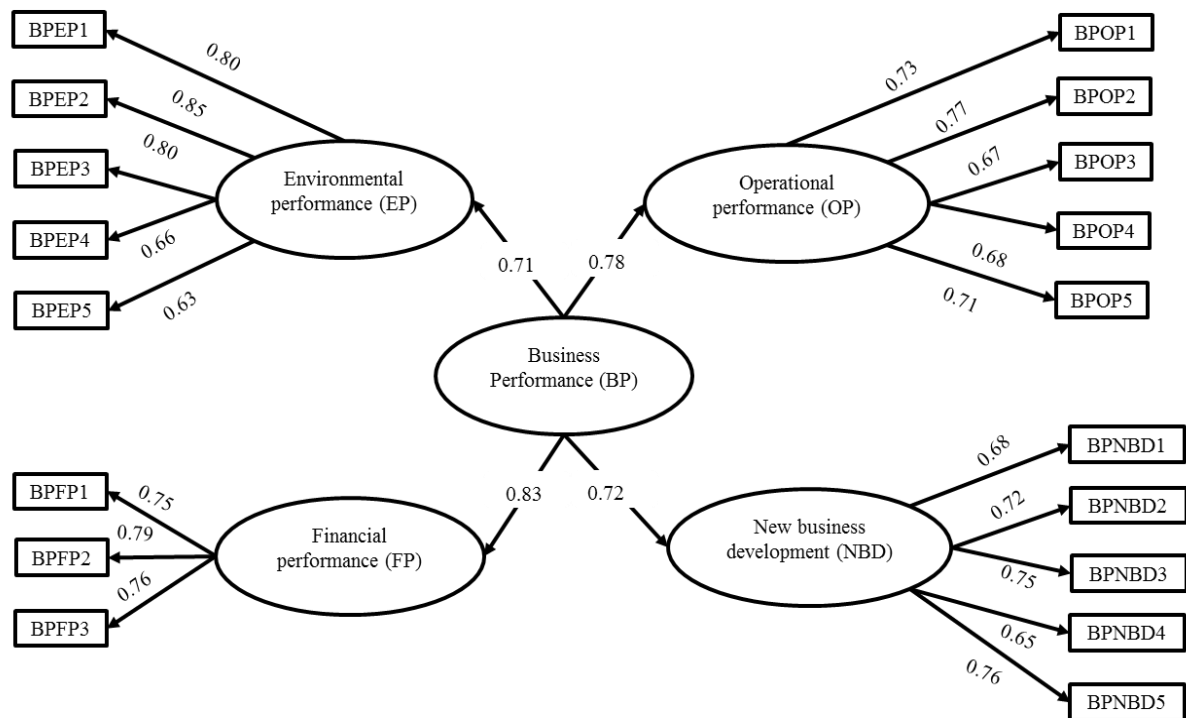 BPEP1
BPEP2
BPEP3
BPEP4
BPEP5
0.80
0.85
0.80
0.66
0.63
Environmental
performance (EP)
BPOP1
BPOP2
BPOP3
BPOP4
BPOP5
0.73
0.77
0.67
0.68
0.71
Operational
performance (OP)
0.71
0.78
Business
Performance (BP)
0.83
0.72
BPFP1
BPFP2
BPFP3
0.75
0.79
0.76
Financial
performance (FP)
New business
development (NBD)
0.68
0.72
0.75
0.65
0.76
BPNBD1
BPNBD2
BPNBD3
BPNBD4
BPNBD5